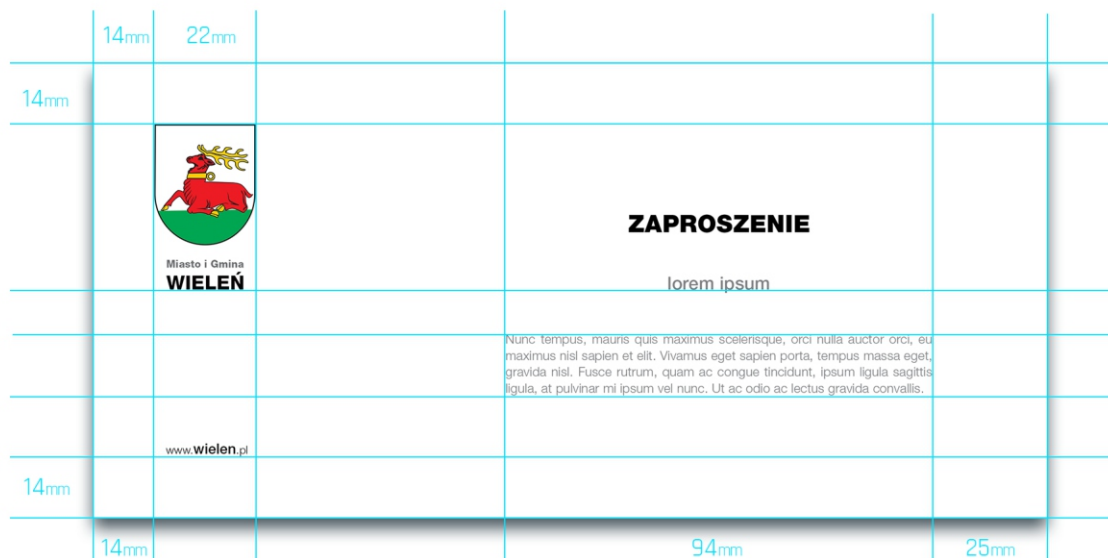 14mm 22mm
14mm
ZAPROSZENIE
Miasto i Gmina
WIELEŃ
lorem ipsum
Nunc tempus, mauris quis maximus scelerisque, orci nulla auctor orci, eu
maximus nisl sapien et elit. Vivamus eget sapien porta, tempus massa eget,
gravida nisl. Fusce rutrum, quam ac congue tincidunt, ipsum ligula sagittis
ligula, at pulvinar mi ipsum vel nunc. Ut ac odio ac lectus gravida convallis.
www.wielen.pl
14mm
14mm 94mm 25mm